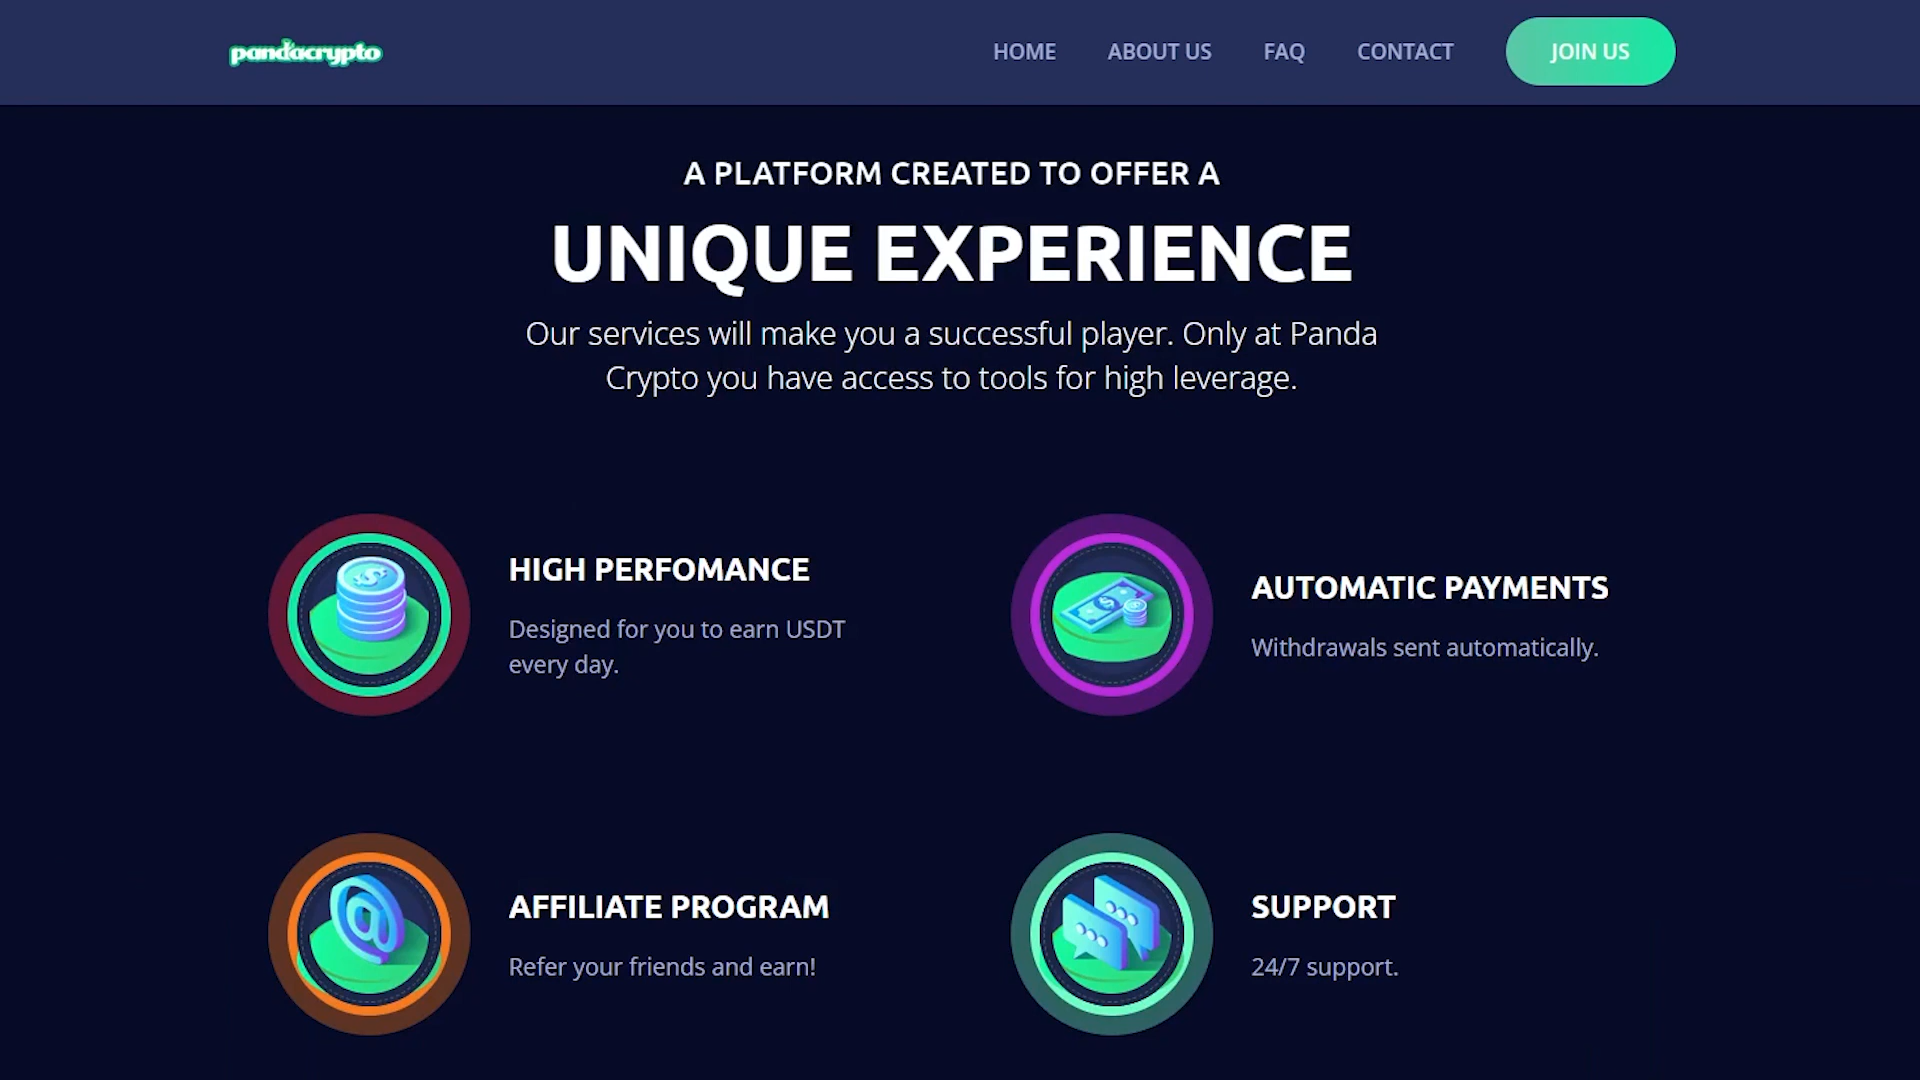 pandacrypto
HOME
ABOUT US
FAQ
CONTACT
JOIN US
A PLATFORM CREATED TO OFFER A
UNIQUE EXPERIENCE
Our services will make you a successful player. Only at Panda
Crypto you have access to tools for high leverage.
HIGH PERFOMANCE
Designed for you to earn USDT
every day.
AUTOMATIC PAYMENTS
Withdrawals sent automatically.
AFFILIATE PROGRAM
Refer your friends and earn!
SUPPORT
24/7 support.